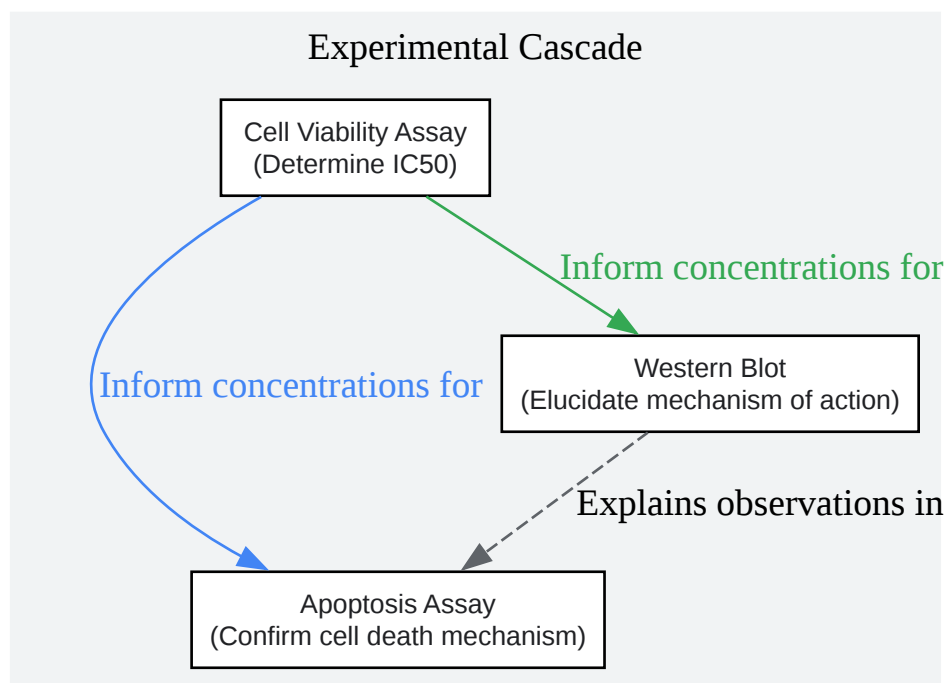 Experimental Cascade
Cell Viability Assay
(Determine IC50)
Inform concentrations for
Western Blot
(Elucidate mechanism of action)
Inform concentrations for
Explains observations in
Apoptosis Assay
(Confirm cell death mechanism)